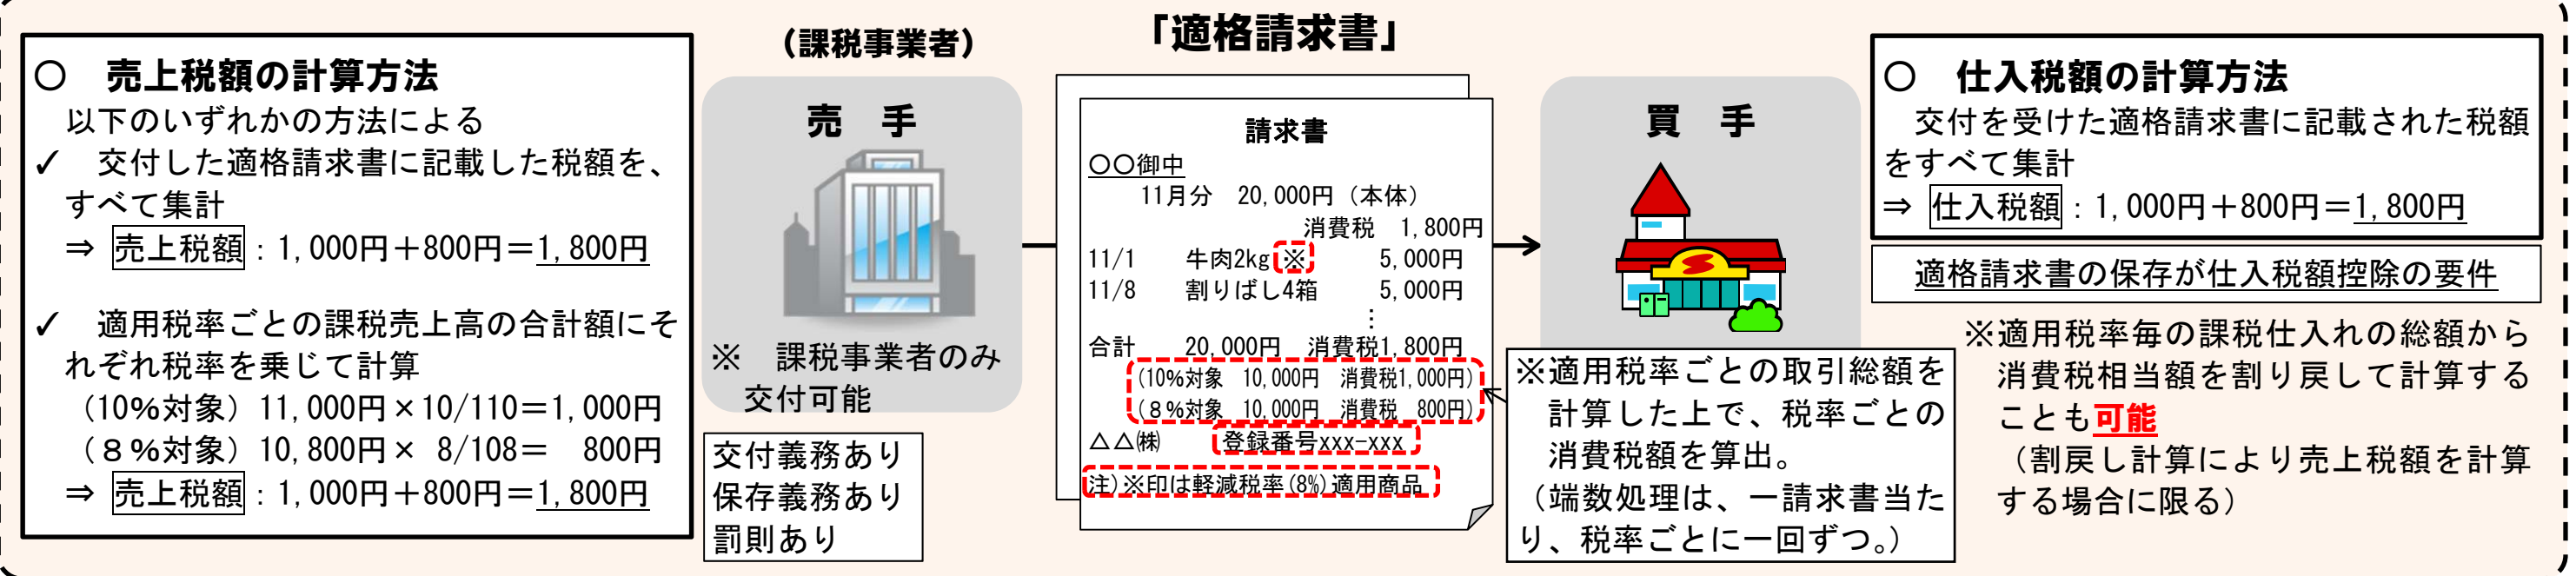 ○　売上税額の計算方法
以下のいずれかの方法による
✓　交付した適格請求書に記載した税額を、
すべて集計
⇒ 売上税額：1,000円＋800円＝1,800円
✓　適用税率ごとの課税売上高の合計額にそ
れぞれ税率を乗じて計算
（10％対象）11,000円×10/110＝1,000円
（８％対象）10,800円× 8/108＝　800円
⇒ 売上税額：1,000円＋800円＝1,800円
（課税事業者）
売　手
※　課税事業者のみ
交付可能
交付義務あり
保存義務あり
罰則あり
「適格請求書」
請求書
○○御中
11月分　20,000円（本体）
消費税　1,800円
11/1　牛肉2kg ※　5,000円
11/8　割りばし4箱　5,000円
⋮
合計　20,000円　消費税1,800円
(10％対象　10,000円　消費税1,000円)
(８％対象　10,000円　消費税　800円)
△△㈱　登録番号xxx-xxx
注)※印は軽減税率(8%)適用商品
買　手
※適用税率ごとの取引総額を
計算した上で、税率ごとの
消費税額を算出。
（端数処理は、一請求書当た
り、税率ごとに一回ずつ。）
○　仕入税額の計算方法
交付を受けた適格請求書に記載された税額
をすべて集計
⇒ 仕入税額：1,000円＋800円＝1,800円
適格請求書の保存が仕入税額控除の要件
※適用税率毎の課税仕入れの総額から
消費税相当額を割り戻して計算する
ことも可能
（割戻し計算により売上税額を計算
する場合に限る）